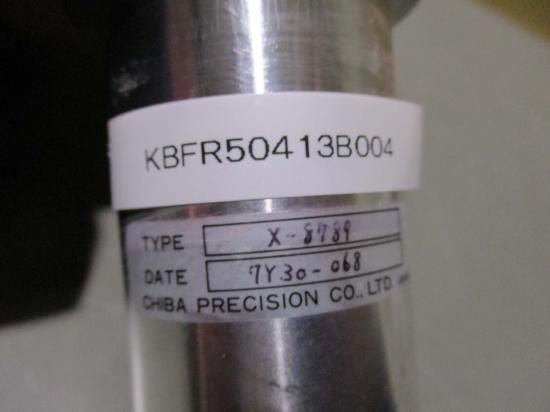 KBFR50413B004
TYPE X-8789
DATE 7Y30-068
CHIBA PRECISION CO., LTD.